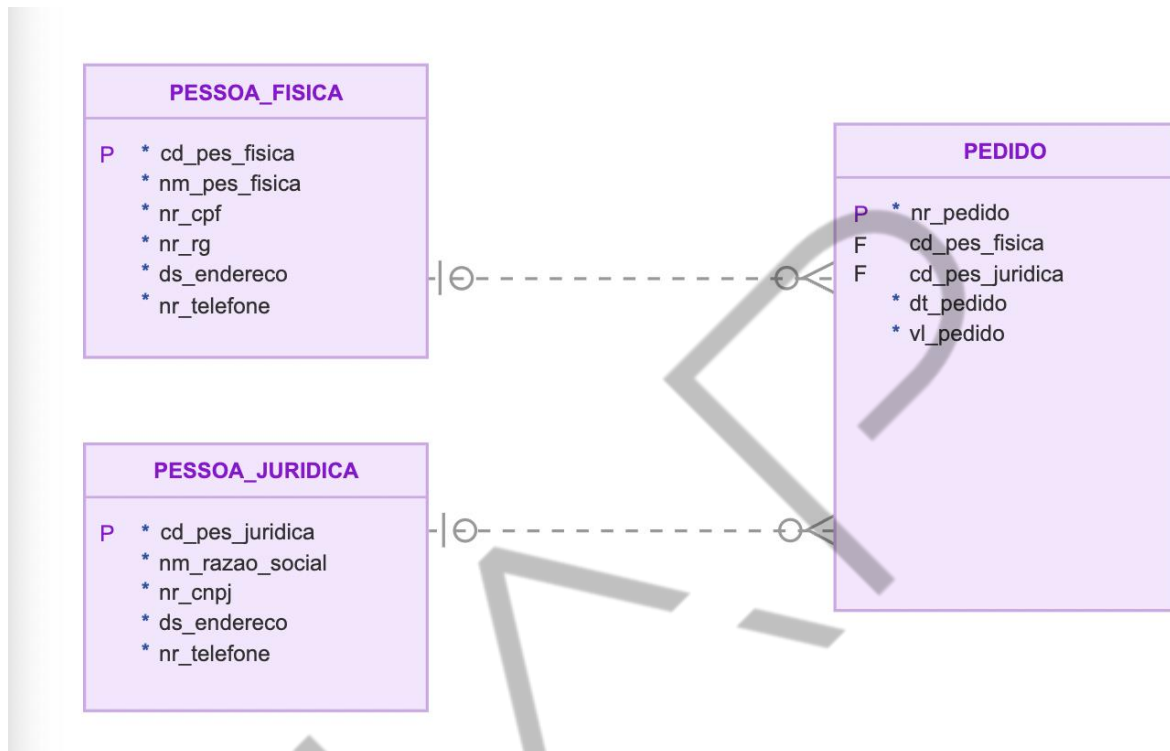 PESSOA_FISICA
P * cd_pes_fisica
* nm_pes_fisica
* nr_cpf
* nr_rg
* ds_endereco
* nr_telefone
PEDIDO
P * nr_pedido
F cd_pes_fisica
F cd_pes_juridica
* dt_pedido
* vl_pedido
PESSOA_JURIDICA
P * cd_pes_juridica
* nm_razao_social
* nr_cnpj
* ds_endereco
* nr_telefone